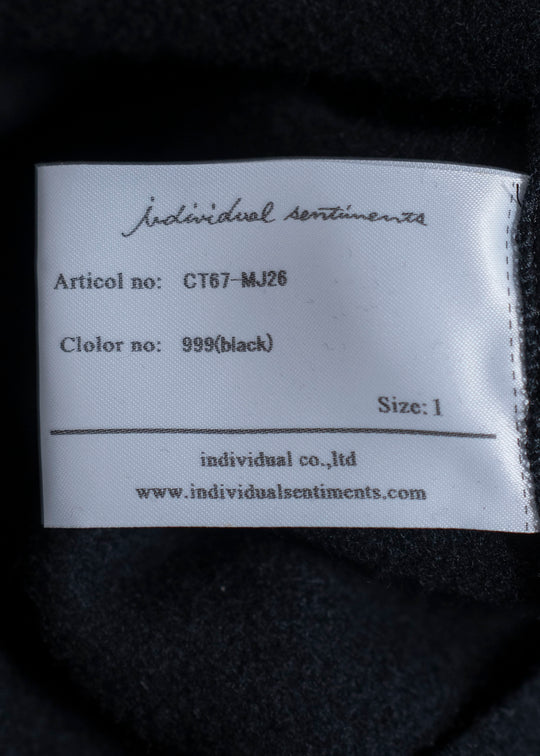 individual sentiments
Articol no: CT67-MJ26
Clolor no: 999(black)
Size: 1
individual co.,ltd
www.individualsentiments.com